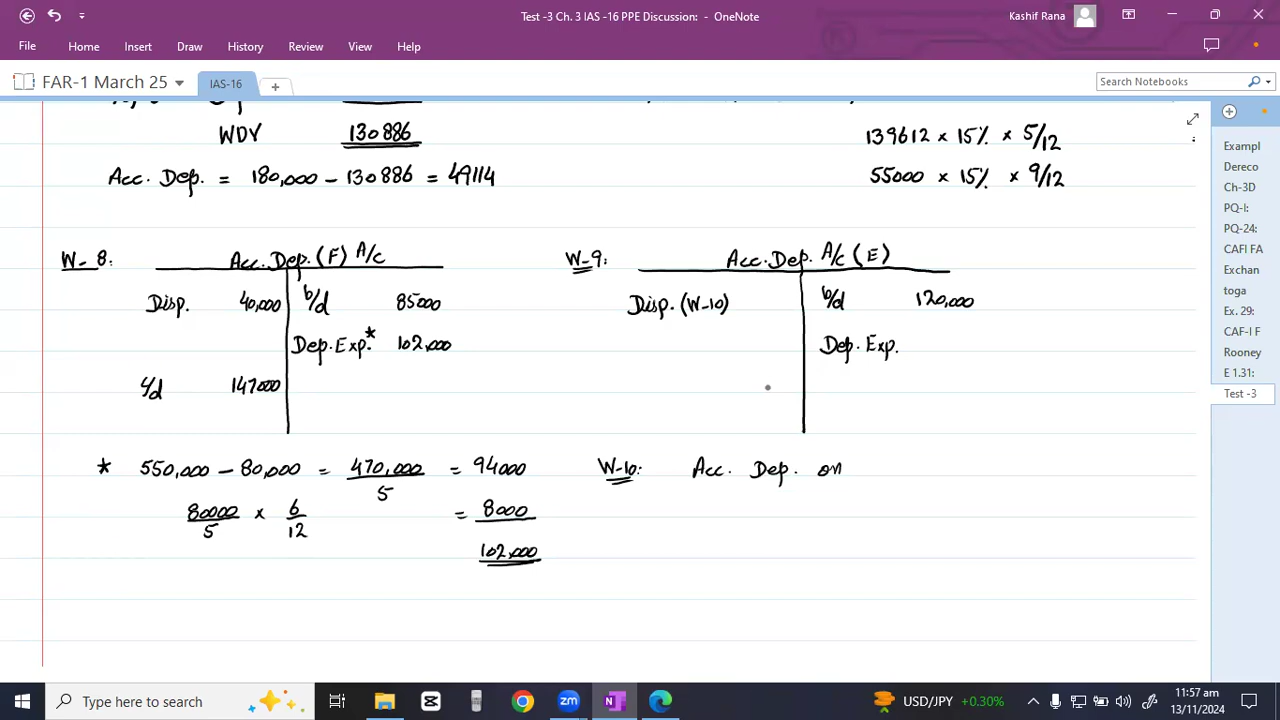 Test -3 Ch. 3 IAS -16 PPE Discussion: - OneNote
Kashif Rana
File Home Insert Draw History Review View Help
FAR-1 March 25
IAS-16
Search Notebooks
WDV 130886
139612 × 15% × 5/12
Acc. Dep. = 180,000 - 130886 = 49114
55000 × 15% × 9/12
W-8: Acc. Dep. (F) A/c
W-9: Acc. Dep. A/c (E)
Disp. 40,000 b/d 85000
Disp. (W-10) b/d 120,000
Dep. Exp.* 102,000
Dep. Exp.
c/d 147000
* 550,000 - 80,000 = 470,000/5 = 94000
W-10: Acc. Dep. on
80000/5 × 6/12 = 8000
102,000
Exampl
Dereco
Ch-3D
PQ-I:
PQ-24:
CAFI FA
Exchan
toga
Ex. 29:
CAF-I F
Rooney
E 1.31:
Test -3
Type here to search
USD/JPY +0.30%
11:57 am
13/11/2024